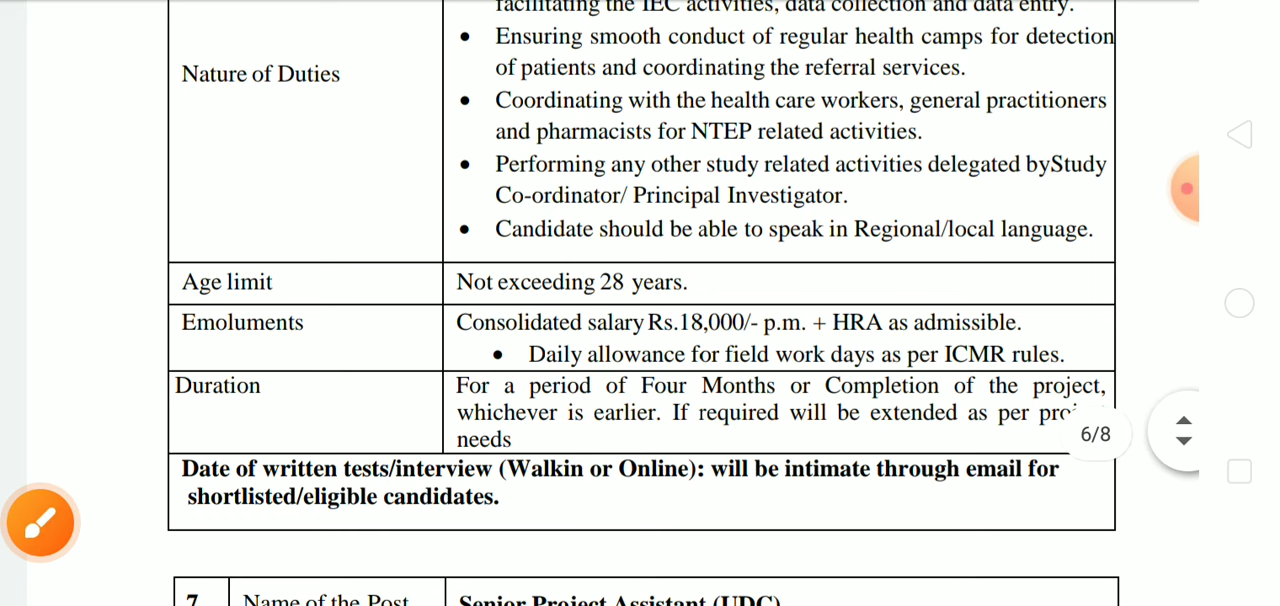 facilitating the IEC activities, data collection and data entry.
Nature of Duties
• Ensuring smooth conduct of regular health camps for detection
of patients and coordinating the referral services.
• Coordinating with the health care workers, general practitioners
and pharmacists for NTEP related activities.
• Performing any other study related activities delegated byStudy
Co-ordinator/ Principal Investigator.
• Candidate should be able to speak in Regional/local language.
Age limit
Not exceeding 28 years.
Emoluments
Consolidated salary Rs.18,000/- p.m. + HRA as admissible.
• Daily allowance for field work days as per ICMR rules.
Duration
For a period of Four Months or Completion of the project,
whichever is earlier. If required will be extended as per
needs
6/8
Date of written tests/interview (Walkin or Online): will be intimate through email for
shortlisted/eligible candidates.
7 Name of the Post
Senior Project Assistant (UDC)